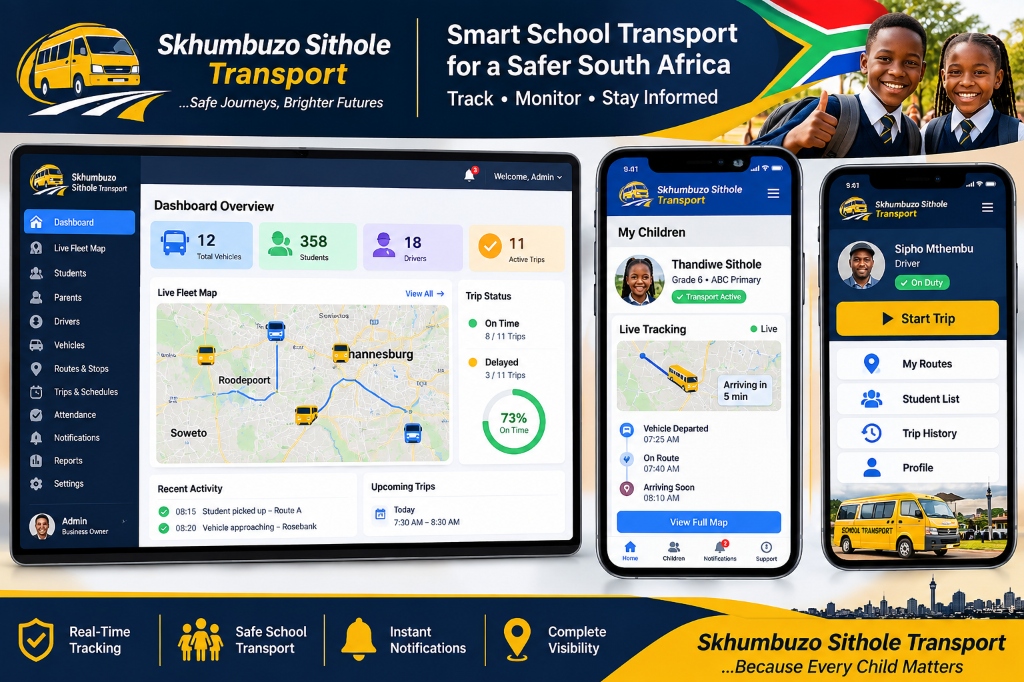 Skhumbuzo Sithole
Transport
...Safe Journeys, Brighter Futures
Smart School Transport
for a Safer South Africa
Track • Monitor • Stay Informed
Skhumbuzo
Sithole Transport
Dashboard
Live Fleet Map
Students
Parents
Drivers
Vehicles
Routes & Stops
Trips & Schedules
Attendance
Notifications
Reports
Settings
Admin
Business Owner
3
Welcome, Admin
Dashboard Overview
12
Total Vehicles
358
Students
18
Drivers
11
Active Trips
Live Fleet Map
View All →
Roodepoort
hannesburg
Soweto
Trip Status
On Time
8 / 11 Trips
Delayed
3 / 11 Trips
73%
On Time
Recent Activity
08:15 Student picked up – Route A
08:20 Vehicle approaching – Rosebank
Upcoming Trips
Today
7:30 AM – 8:30 AM
9:41
Skhumbuzo Sithole
Transport
My Children
Thandiwe Sithole
Grade 6 • ABC Primary
Transport Active
Live Tracking
Live
Arriving in
5 min
Vehicle Departed
07:25 AM
On Route
07:40 AM
Arriving Soon
08:10 AM
View Full Map
Home
Children
2
Notifications
Support
9:41
Skhumbuzo Sithole
Transport
Sipho Mthembu
Driver
On Duty
Start Trip
My Routes
Student List
Trip History
Profile
SCHOOL TRANSPORT
Real-Time
Tracking
Safe School
Transport
Instant
Notifications
Complete
Visibility
Skhumbuzo Sithole Transport
...Because Every Child Matters